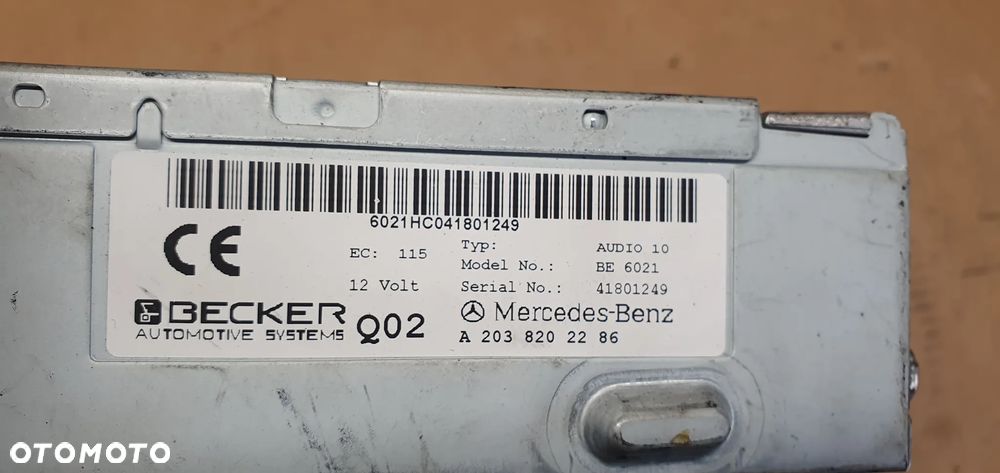 6021HC041801249
CE
EC: 115
12 Volt
Typ: AUDIO 10
Model No.: BE 6021
Serial No.: 41801249
BECKER
AUTOMOTIVE SYSTEMS
Q02
Mercedes-Benz
A 203 820 22 86
OTOMOTO